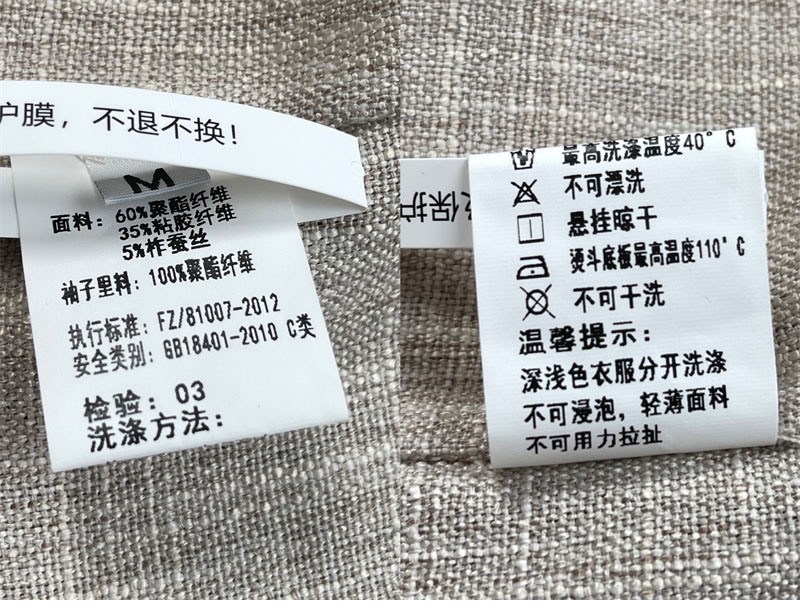 护膜，不退不换！
M
面料：60%聚酯纤维
35%粘胶纤维
5%柞蚕丝
袖子里料：100%聚酯纤维
执行标准：FZ/81007-2012
安全类别：GB18401-2010 C类
检验：03
洗涤方法：
保护
最高洗涤温度40°C
不可漂洗
悬挂晾干
熨斗底板最高温度110°C
不可干洗
温馨提示：
深浅色衣服分开洗涤
不可浸泡，轻薄面料
不可用力拉扯